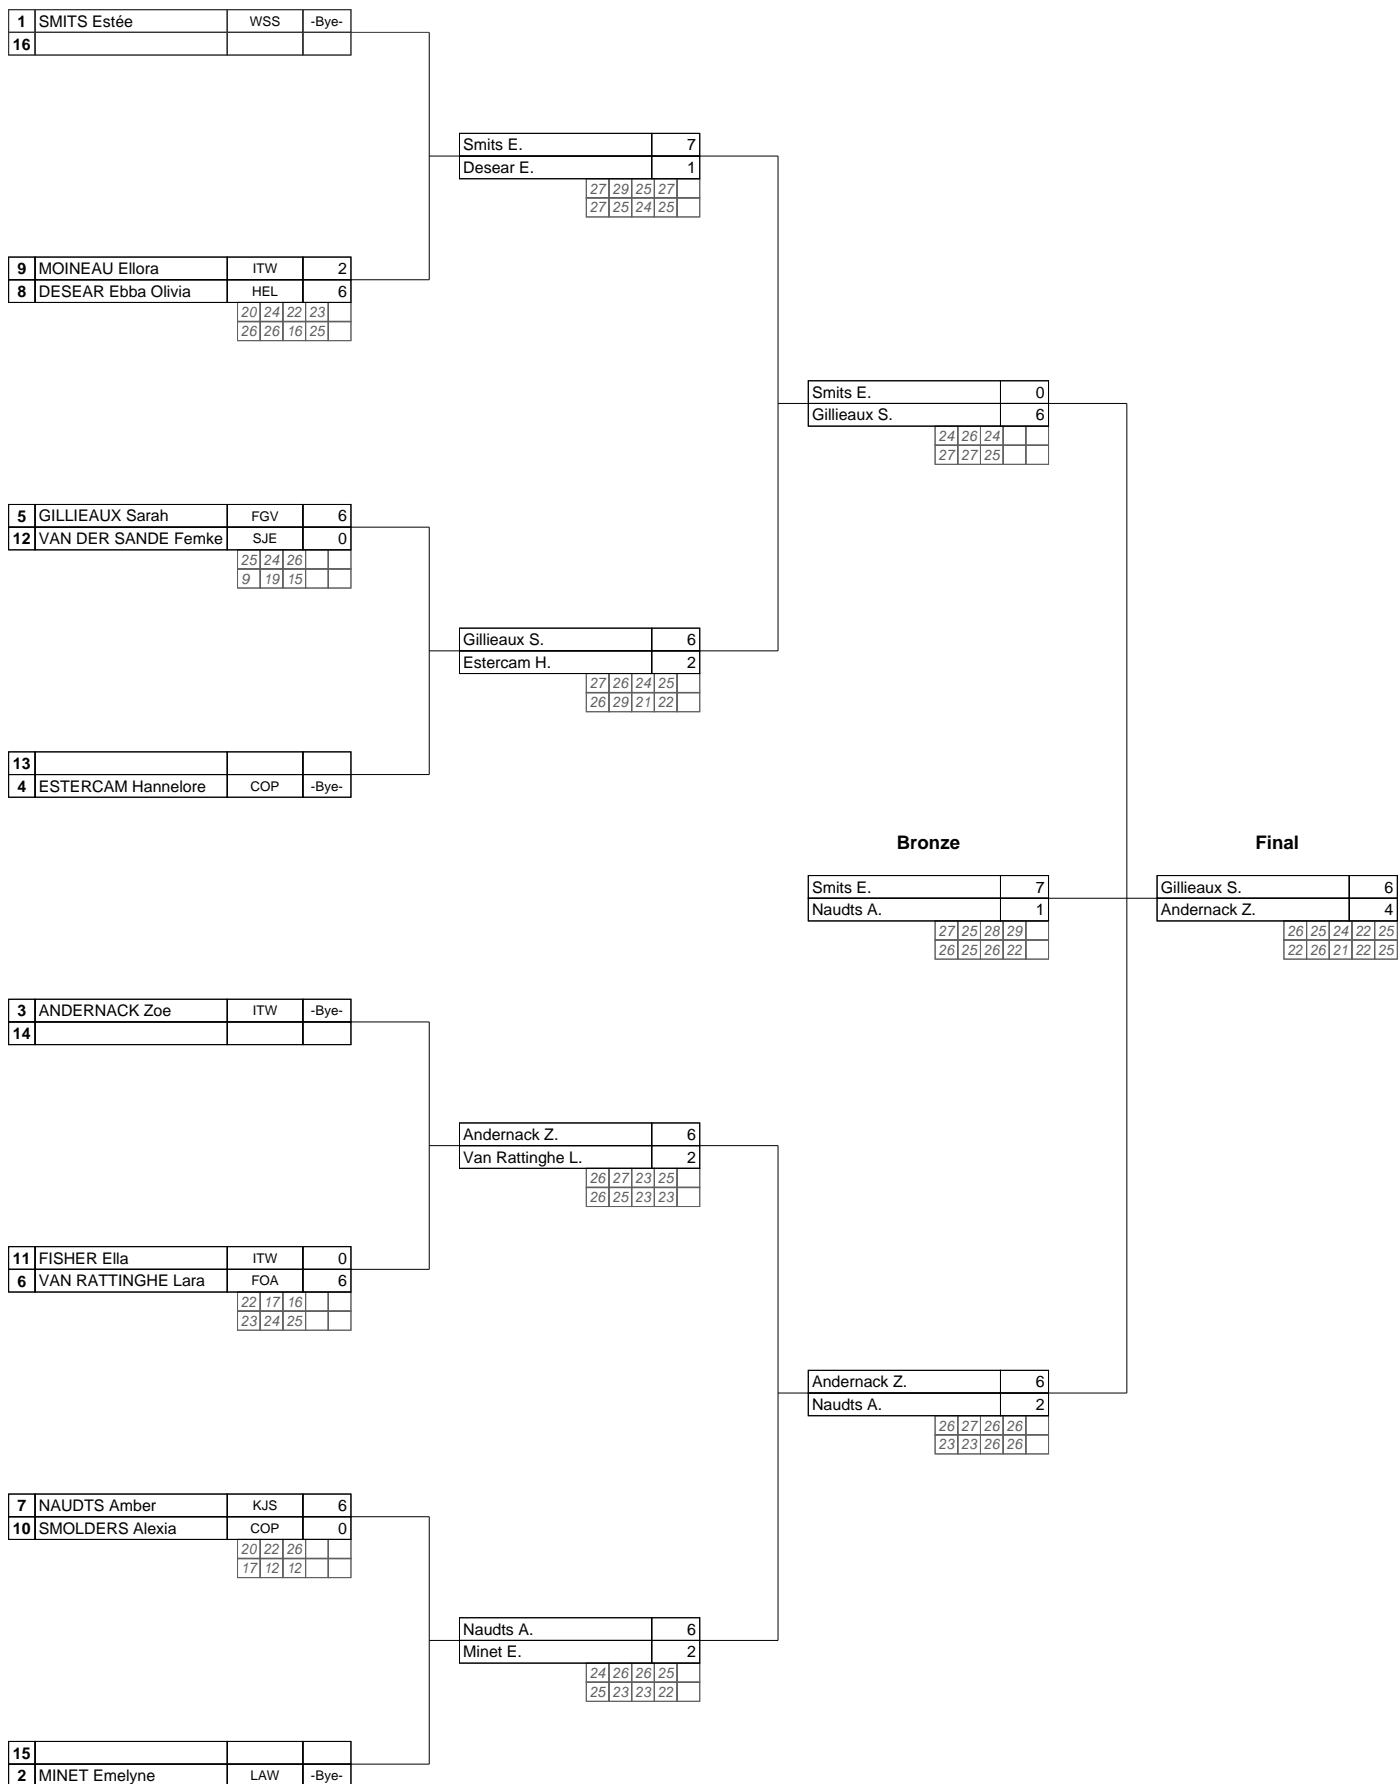 1 SMITS Estée WSS -Bye-
16
Smits E. 7
Desear E. 1
27 29 25 27
27 25 24 25
9 MOINEAU Ellora ITW 2
8 DESEAR Ebba Olivia HEL 6
20 24 22 23
26 26 16 25
Smits E. 0
Gillieaux S. 6
24 26 24
27 27 25
5 GILLIEAUX Sarah FGV 6
12 VAN DER SANDE Femke SJE 0
25 24 26
9 19 15
Gillieaux S. 6
Estercam H. 2
27 26 24 25
26 29 21 22
13
4 ESTERCAM Hannelore COP -Bye-
Bronze Final
Smits E. 7 Gillieaux S. 6
Naudts A. 1 Andernack Z. 4
27 25 28 29 26 25 24 22 25
26 25 26 22 22 26 21 22 25
3 ANDERNACK Zoe ITW -Bye-
14
Andernack Z. 6
Van Rattinghe L. 2
26 27 23 25
26 25 23 23
11 FISHER Ella ITW 0
6 VAN RATTINGHE Lara FOA 6
22 17 16
23 24 25
Andernack Z. 6
Naudts A. 2
26 27 26 26
23 23 26 26
7 NAUDTS Amber KJS 6
10 SMOLDERS Alexia COP 0
20 22 26
17 12 12
Naudts A. 6
Minet E. 2
24 26 26 25
25 23 23 22
15
2 MINET Emelyne LAW -Bye-